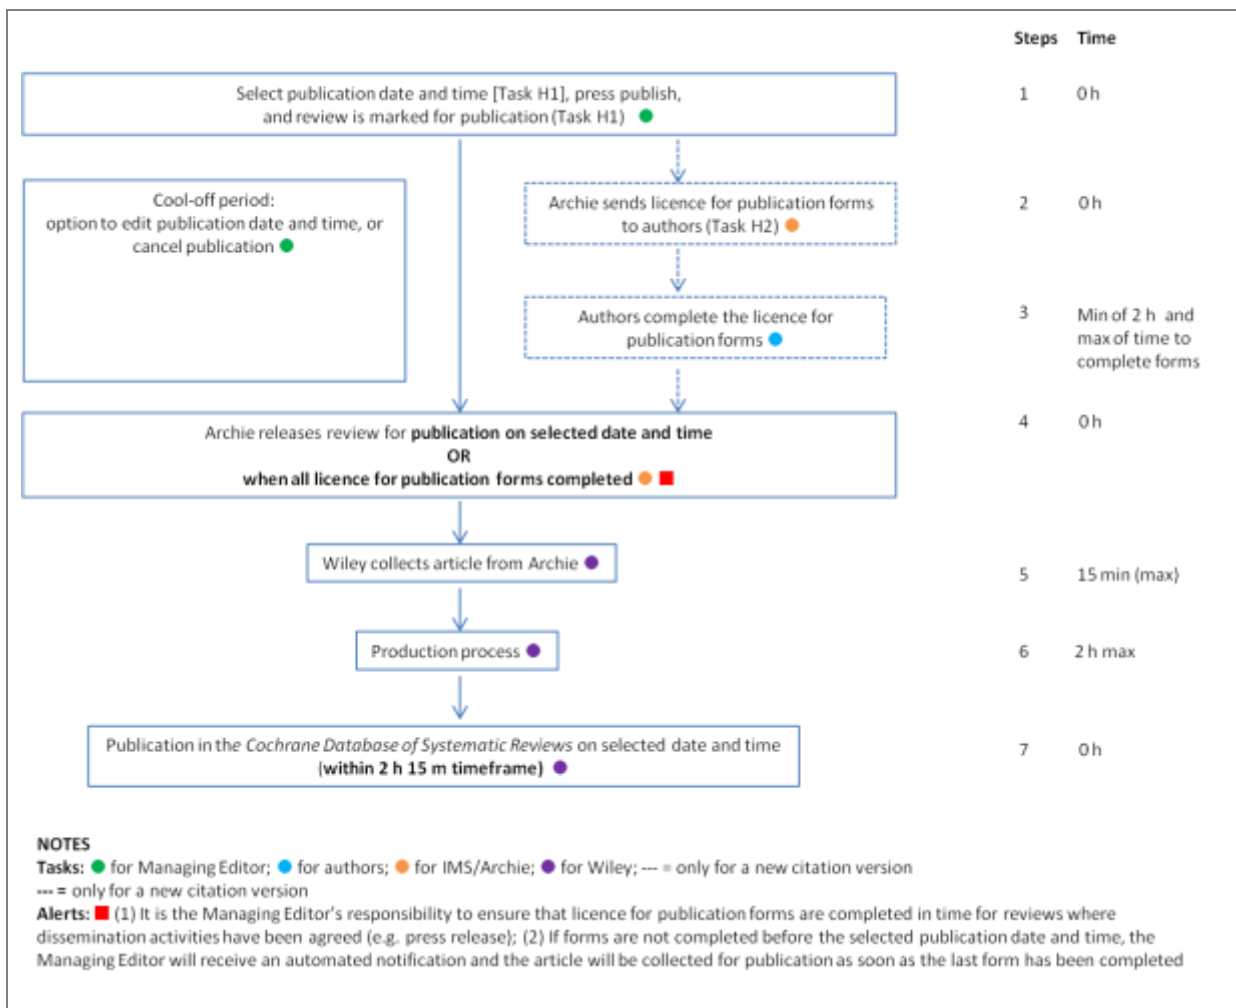 Steps Time
Select publication date and time [Task H1], press publish,
and review is marked for publication (Task H1)
1 0 h
Cool-off period:
option to edit publication date and time, or
cancel publication
Archie sends licence for publication forms
to authors (Task H2)
2 0 h
Authors complete the licence for
publication forms
3 Min of 2 h and
max of time to
complete forms
Archie releases review for publication on selected date and time
OR
when all licence for publication forms completed
4 0 h
Wiley collects article from Archie
5 15 min (max)
Production process
6 2 h max
Publication in the Cochrane Database of Systematic Reviews on selected date and time
(within 2 h 15 m timeframe)
7 0 h
NOTES
Tasks: for Managing Editor; for authors; for IMS/Archie; for Wiley; --- = only for a new citation version
--- = only for a new citation version
Alerts: (1) It is the Managing Editor's responsibility to ensure that licence for publication forms are completed in time for reviews where
dissemination activities have been agreed (e.g. press release); (2) If forms are not completed before the selected publication date and time, the
Managing Editor will receive an automated notification and the article will be collected for publication as soon as the last form has been completed